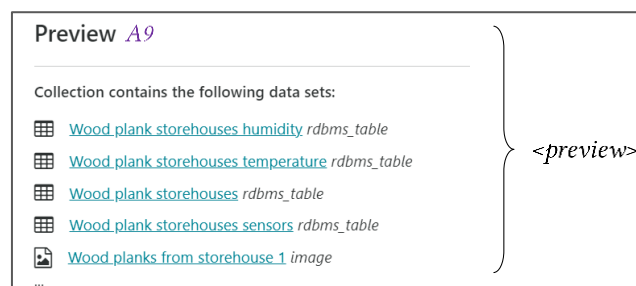 Preview A9
Collection contains the following data sets:
Wood plank storehouses humidity rdbms_table
<preview>
Wood plank storehouses temperature rdbms_table
Wood plank storehouses rdbms_table
Wood plank storehouses sensors rdbms_table
Wood planks from storehouse 1 image
...